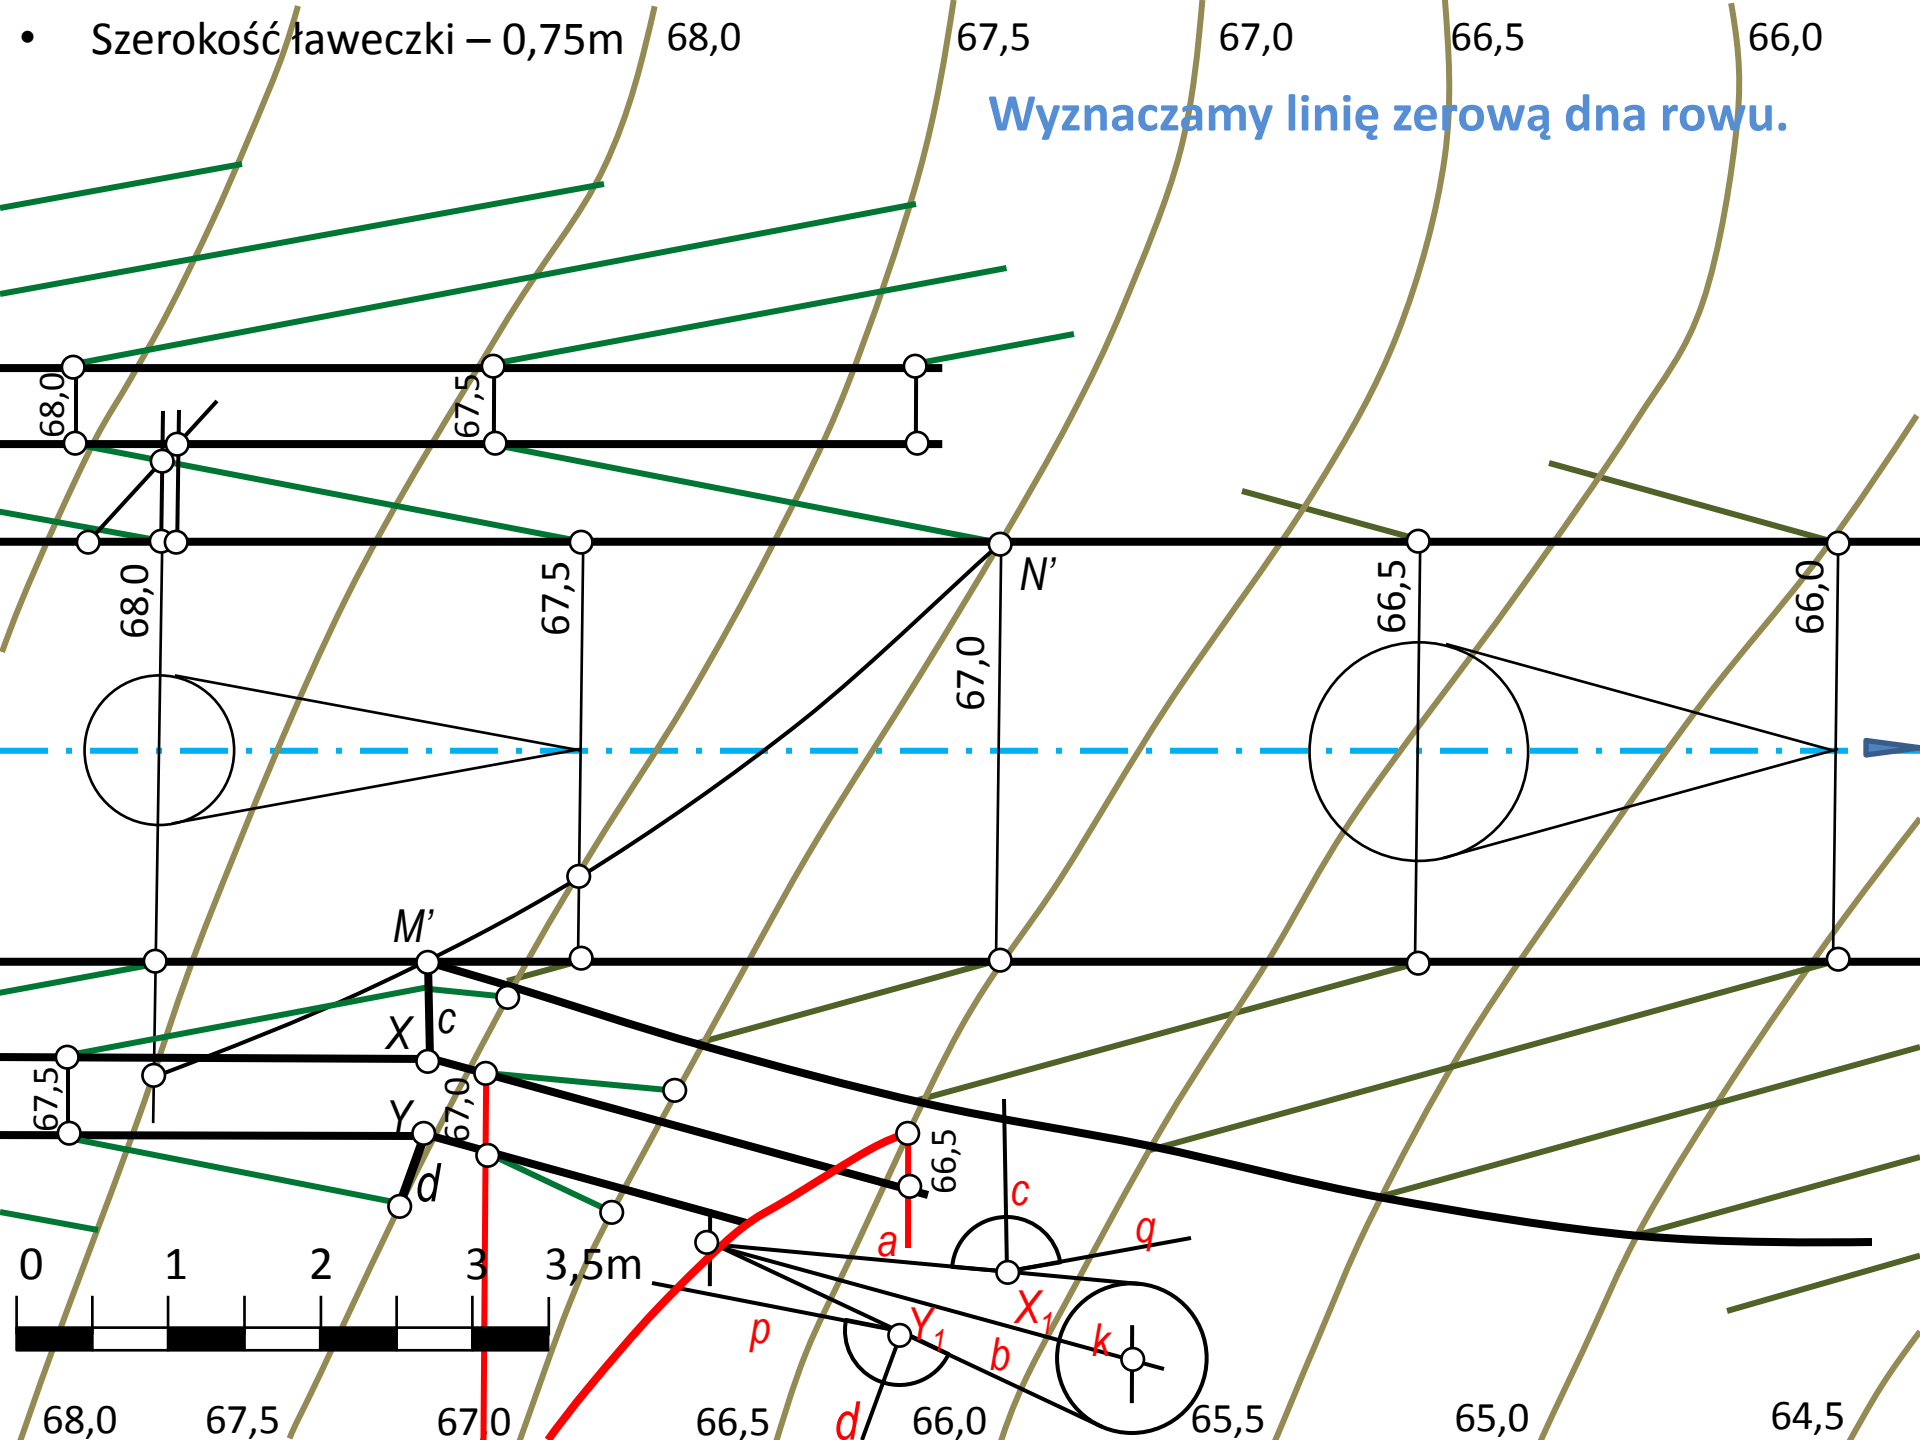 • Szerokość ławeczki – 0,75m
68,0 67,5 67,0 66,5 66,0
Wyznaczamy linię zerową dna rowu.
68,0 67,5
68,0 67,5 N' 66,5 66,0
67,0
M'
X c
67,5 Y 67,0 66,5
d c
a q
0 1 2 3 3,5m
X₁
p Y₁ b k
d
68,0 67,5 67,0 66,5 66,0 65,5 65,0 64,5